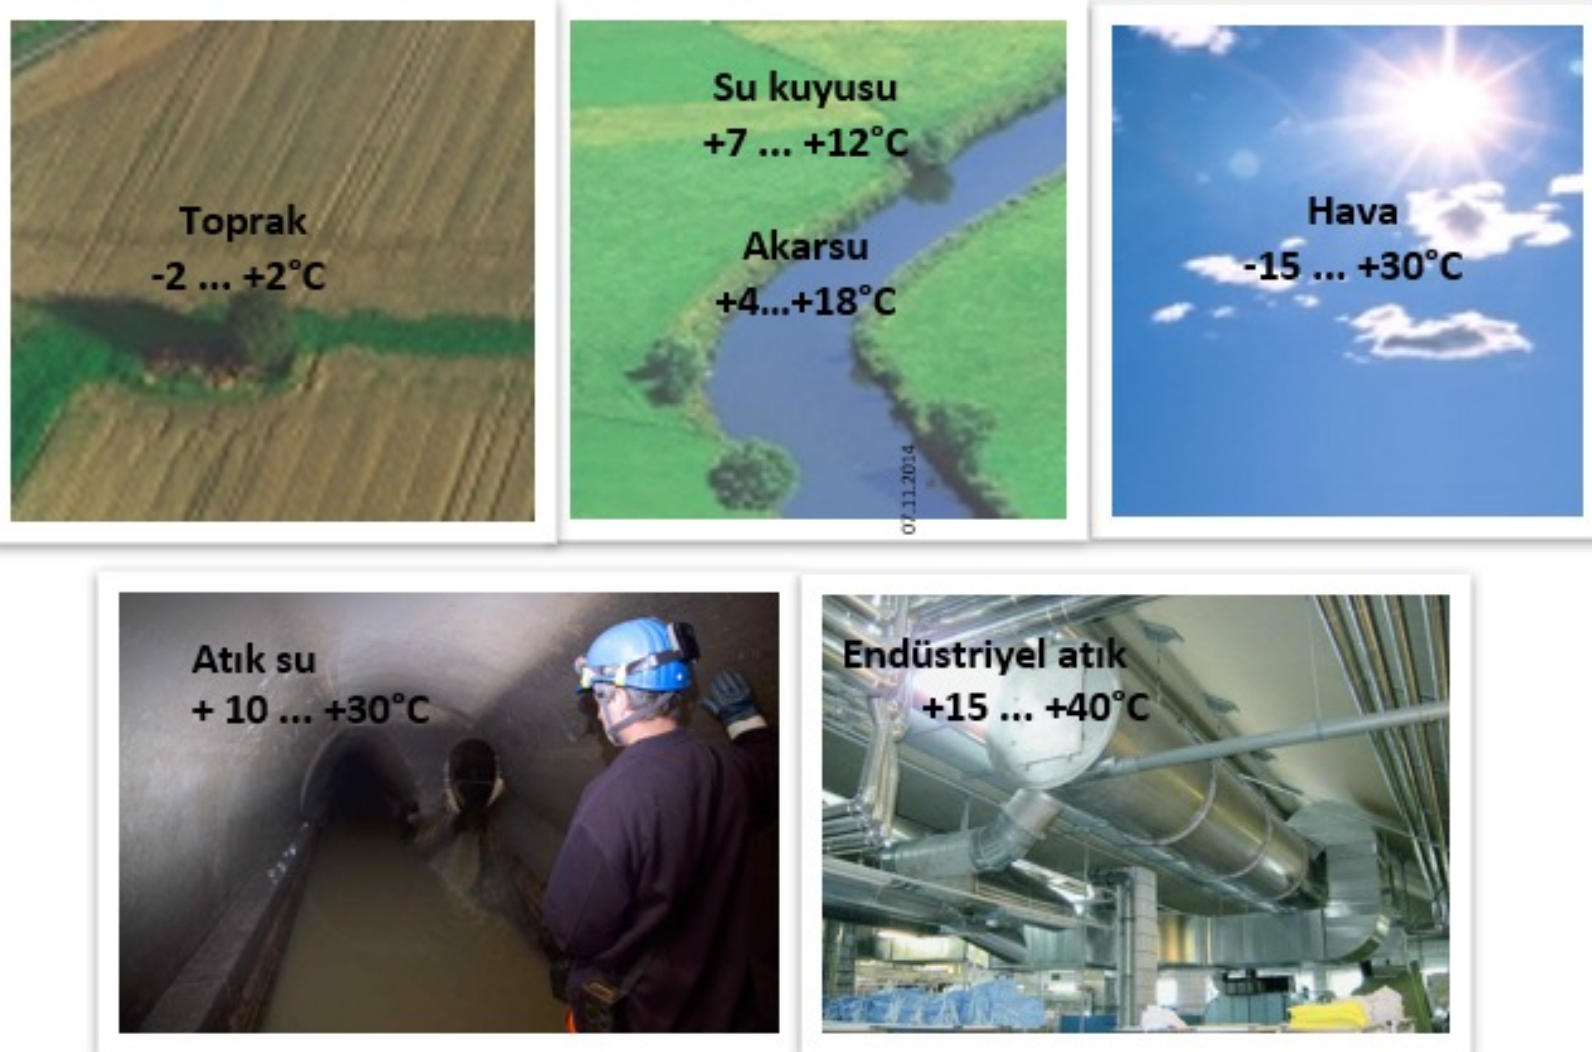 Toprak
-2 ... +2°C
Su kuyusu
+7 ... +12°C
Akarsu
+4...+18°C
07.11.2014
Hava
-15 ... +30°C
Atık su
+ 10 ... +30°C
Endüstriyel atık
+15 ... +40°C